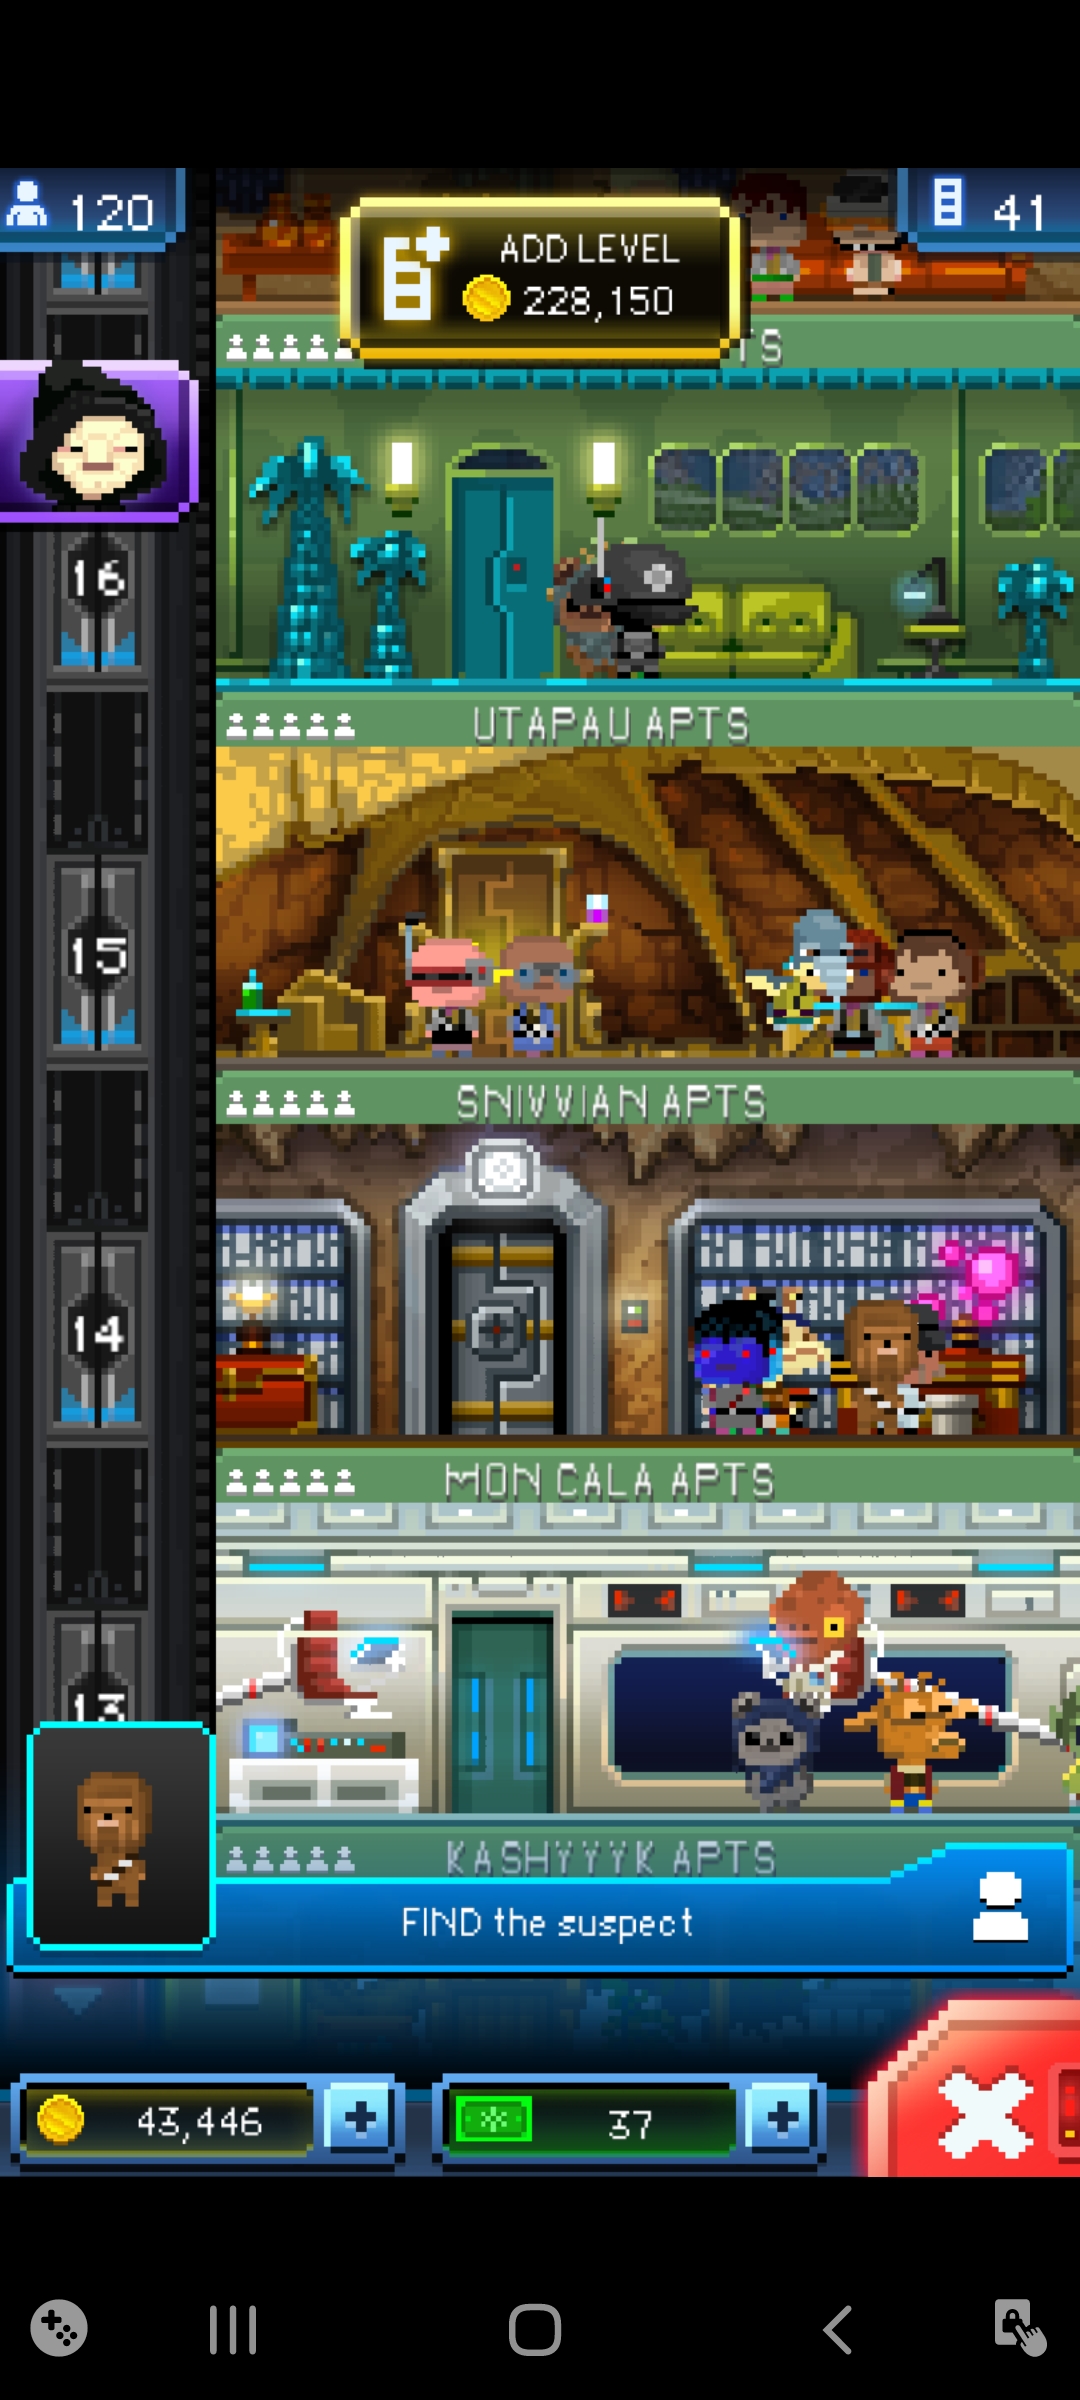 120
ADD LEVEL
228,150
41
TS
16
UTAPAU APTS
15
SNIVVIAN APTS
14
MON CALA APTS
13
KASHYYYK APTS
FIND the suspect
43,446
37